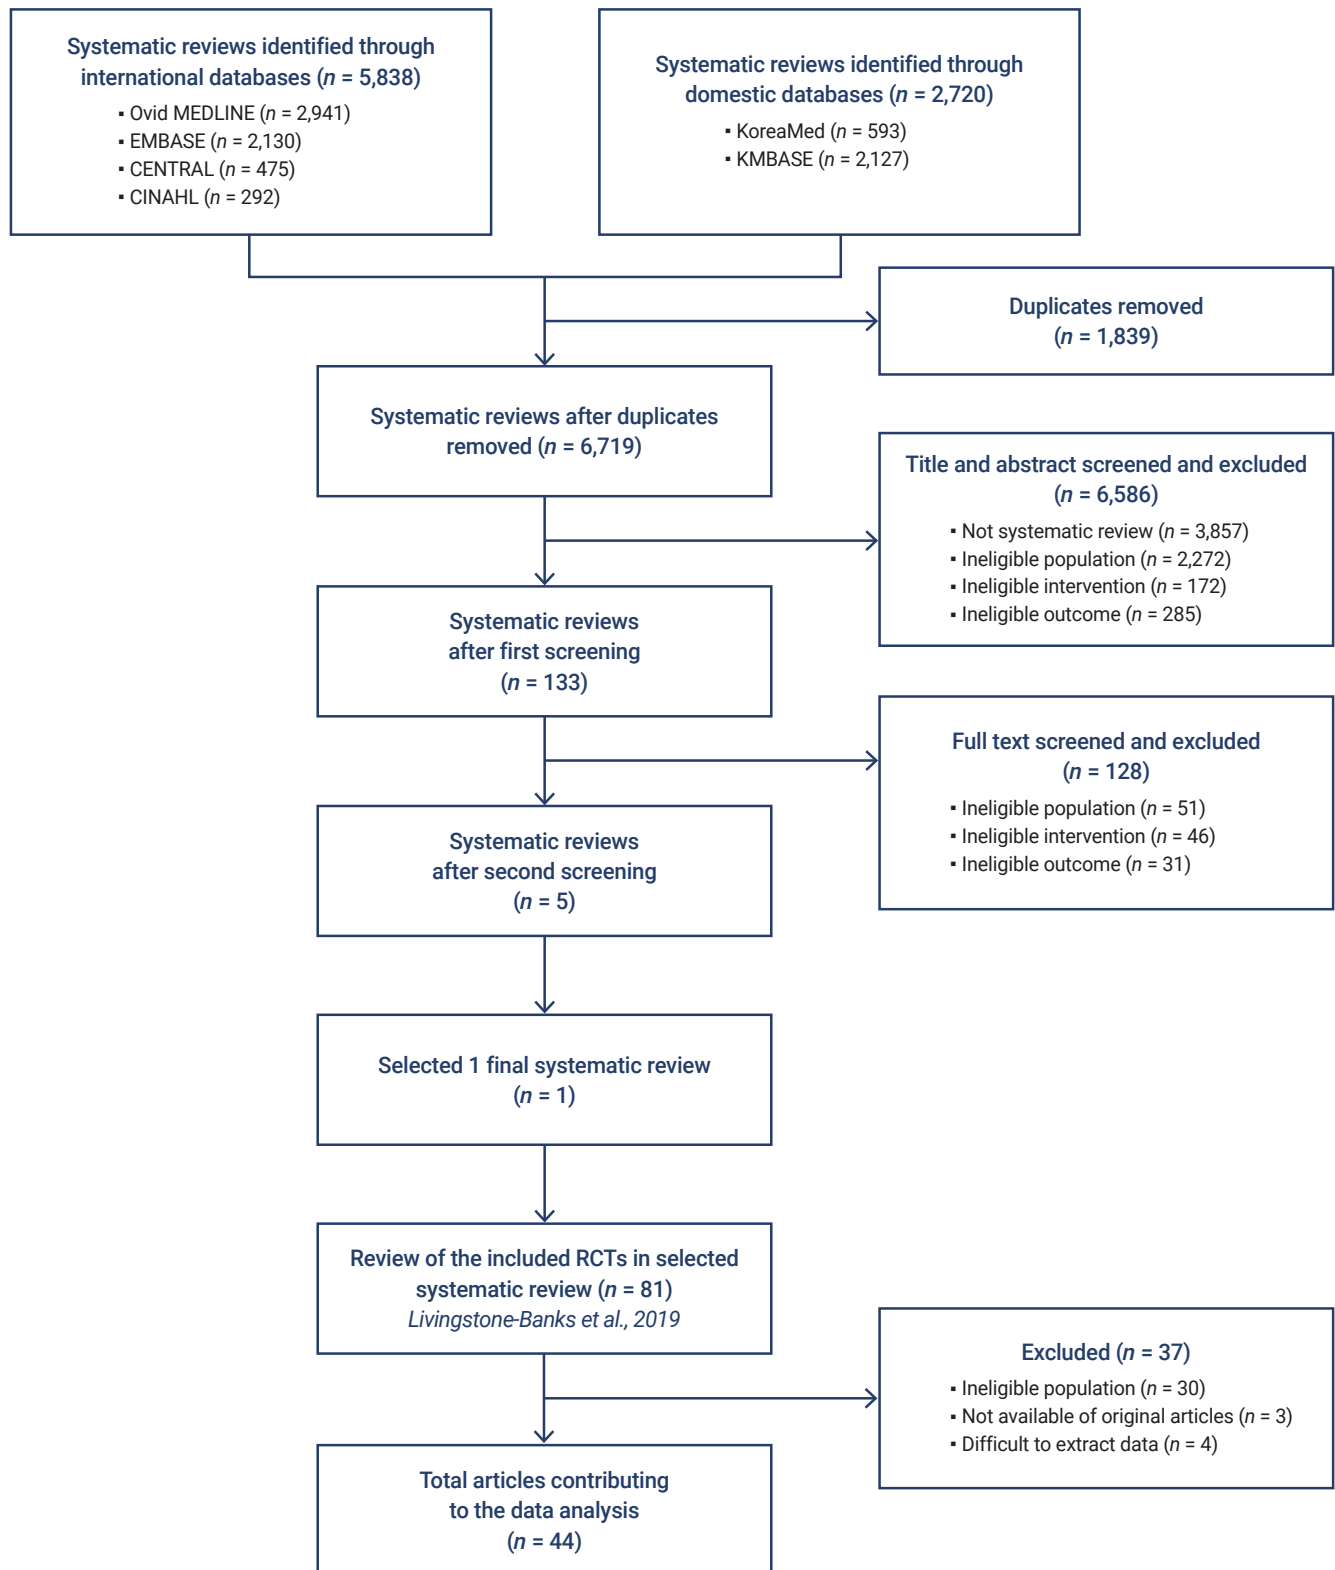 Systematic reviews identified through
international databases (n = 5,838)
▪ Ovid MEDLINE (n = 2,941)
▪ EMBASE (n = 2,130)
▪ CENTRAL (n = 475)
▪ CINAHL (n = 292)
Systematic reviews identified through
domestic databases (n = 2,720)
▪ KoreaMed (n = 593)
▪ KMBASE (n = 2,127)
Duplicates removed
(n = 1,839)
Systematic reviews after duplicates
removed (n = 6,719)
Title and abstract screened and excluded
(n = 6,586)
▪ Not systematic review (n = 3,857)
▪ Ineligible population (n = 2,272)
▪ Ineligible intervention (n = 172)
▪ Ineligible outcome (n = 285)
Systematic reviews
after first screening
(n = 133)
Full text screened and excluded
(n = 128)
▪ Ineligible population (n = 51)
▪ Ineligible intervention (n = 46)
▪ Ineligible outcome (n = 31)
Systematic reviews
after second screening
(n = 5)
Selected 1 final systematic review
(n = 1)
Review of the included RCTs in selected
systematic review (n = 81)
Livingstone-Banks et al., 2019
Excluded (n = 37)
▪ Ineligible population (n = 30)
▪ Not available of original articles (n = 3)
▪ Difficult to extract data (n = 4)
Total articles contributing
to the data analysis
(n = 44)